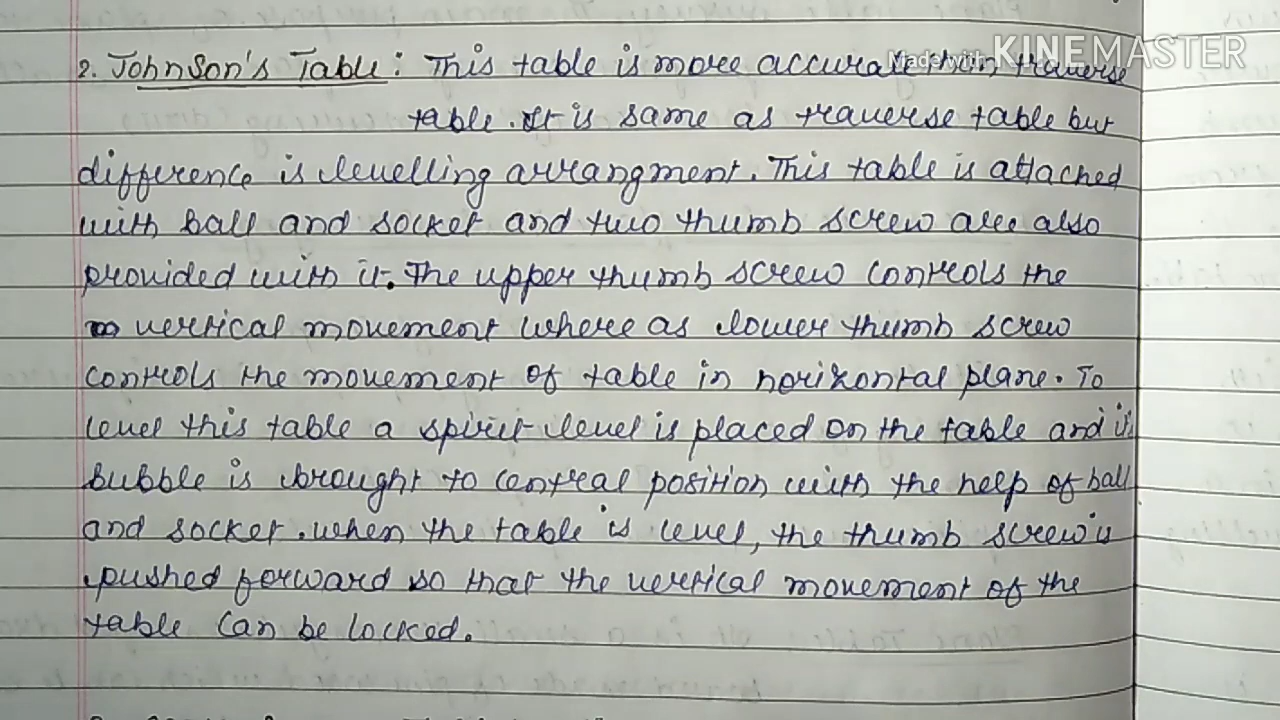 2. Johnson's Table : This table is more accurate than traverse
Made with KINEMASTER
table. It is same as traverse table but
difference is levelling arrangment. This table is attached
with ball and socket and two thumb screw are also
provided with it. The upper thumb screw controls the
vertical movement where as lower thumb screw
controls the movement of table in horizontal plane. To
level this table a spirit level is placed on the table and
bubble is brought to central position with the help of ball
and socket. when the table is level, the thumb screw is
pushed forward so that the vertical movement of the
table can be locked.